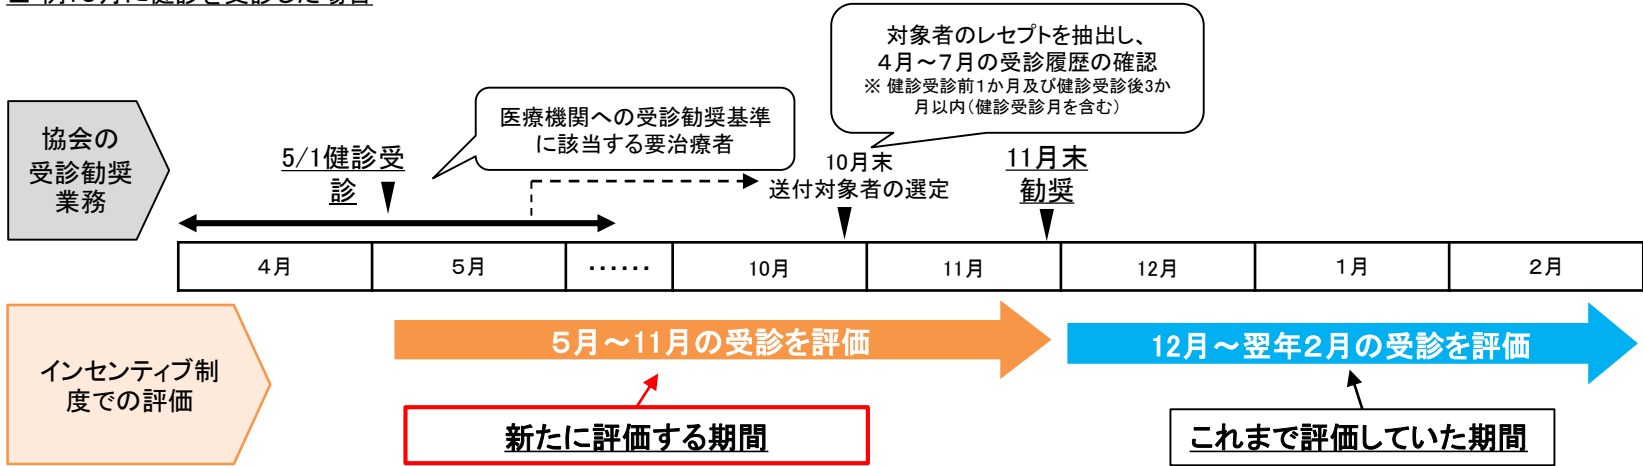 対象者のレセプトを抽出し、
4月～7月の受診履歴の確認
※ 健診受診前1か月及び健診受診後3か
月以内(健診受診月を含む)
医療機関への受診勧奨基準
に該当する要治療者
協会の
受診勧奨
業務
5/1健診受
診
10月末
送付対象者の選定
11月末
勧奨
4月
5月
……
10月
11月
12月
1月
2月
インセンティブ制
度での評価
5月～11月の受診を評価
12月～翌年2月の受診を評価
新たに評価する期間
これまで評価していた期間